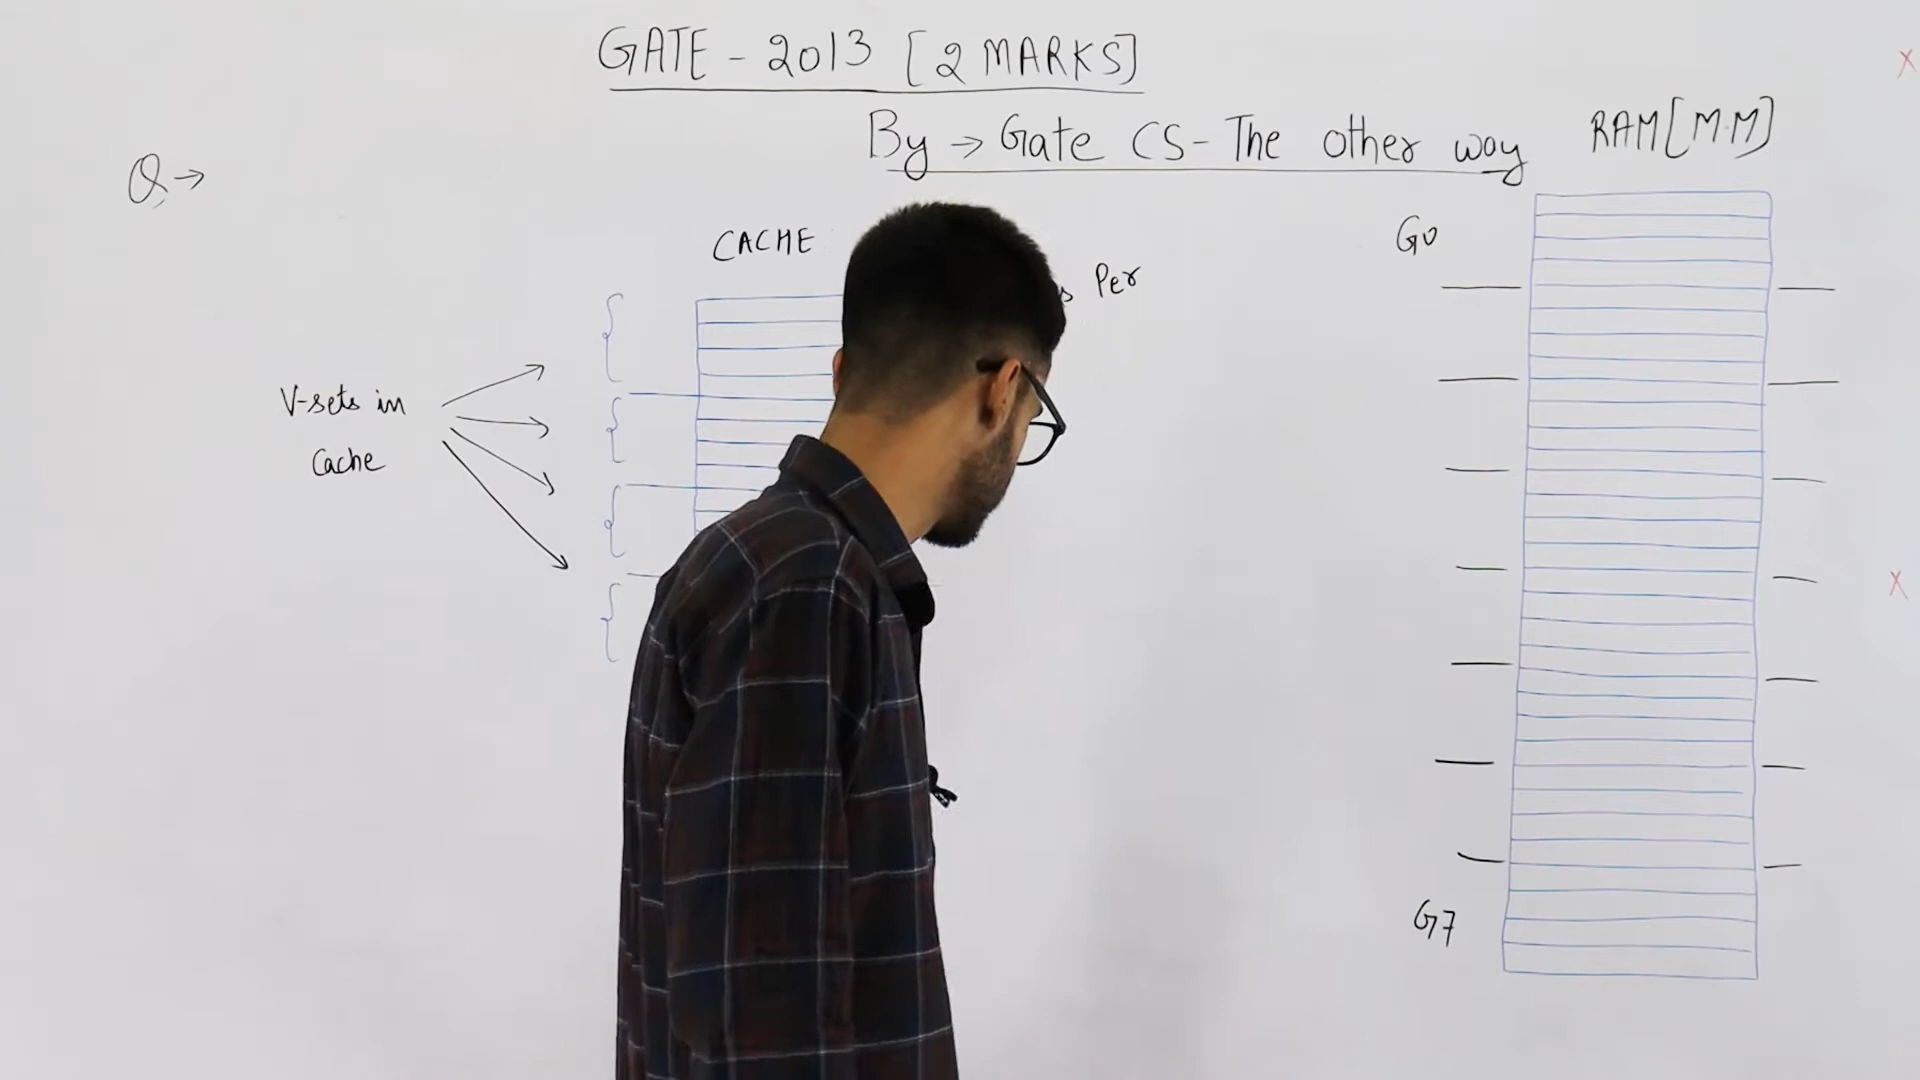 GATE - 2013 [2 MARKS]
By → Gate CS - The other way
RAM[M.M]
Q →
CACHE
Per
G0
V-sets in
Cache
G7
X
X